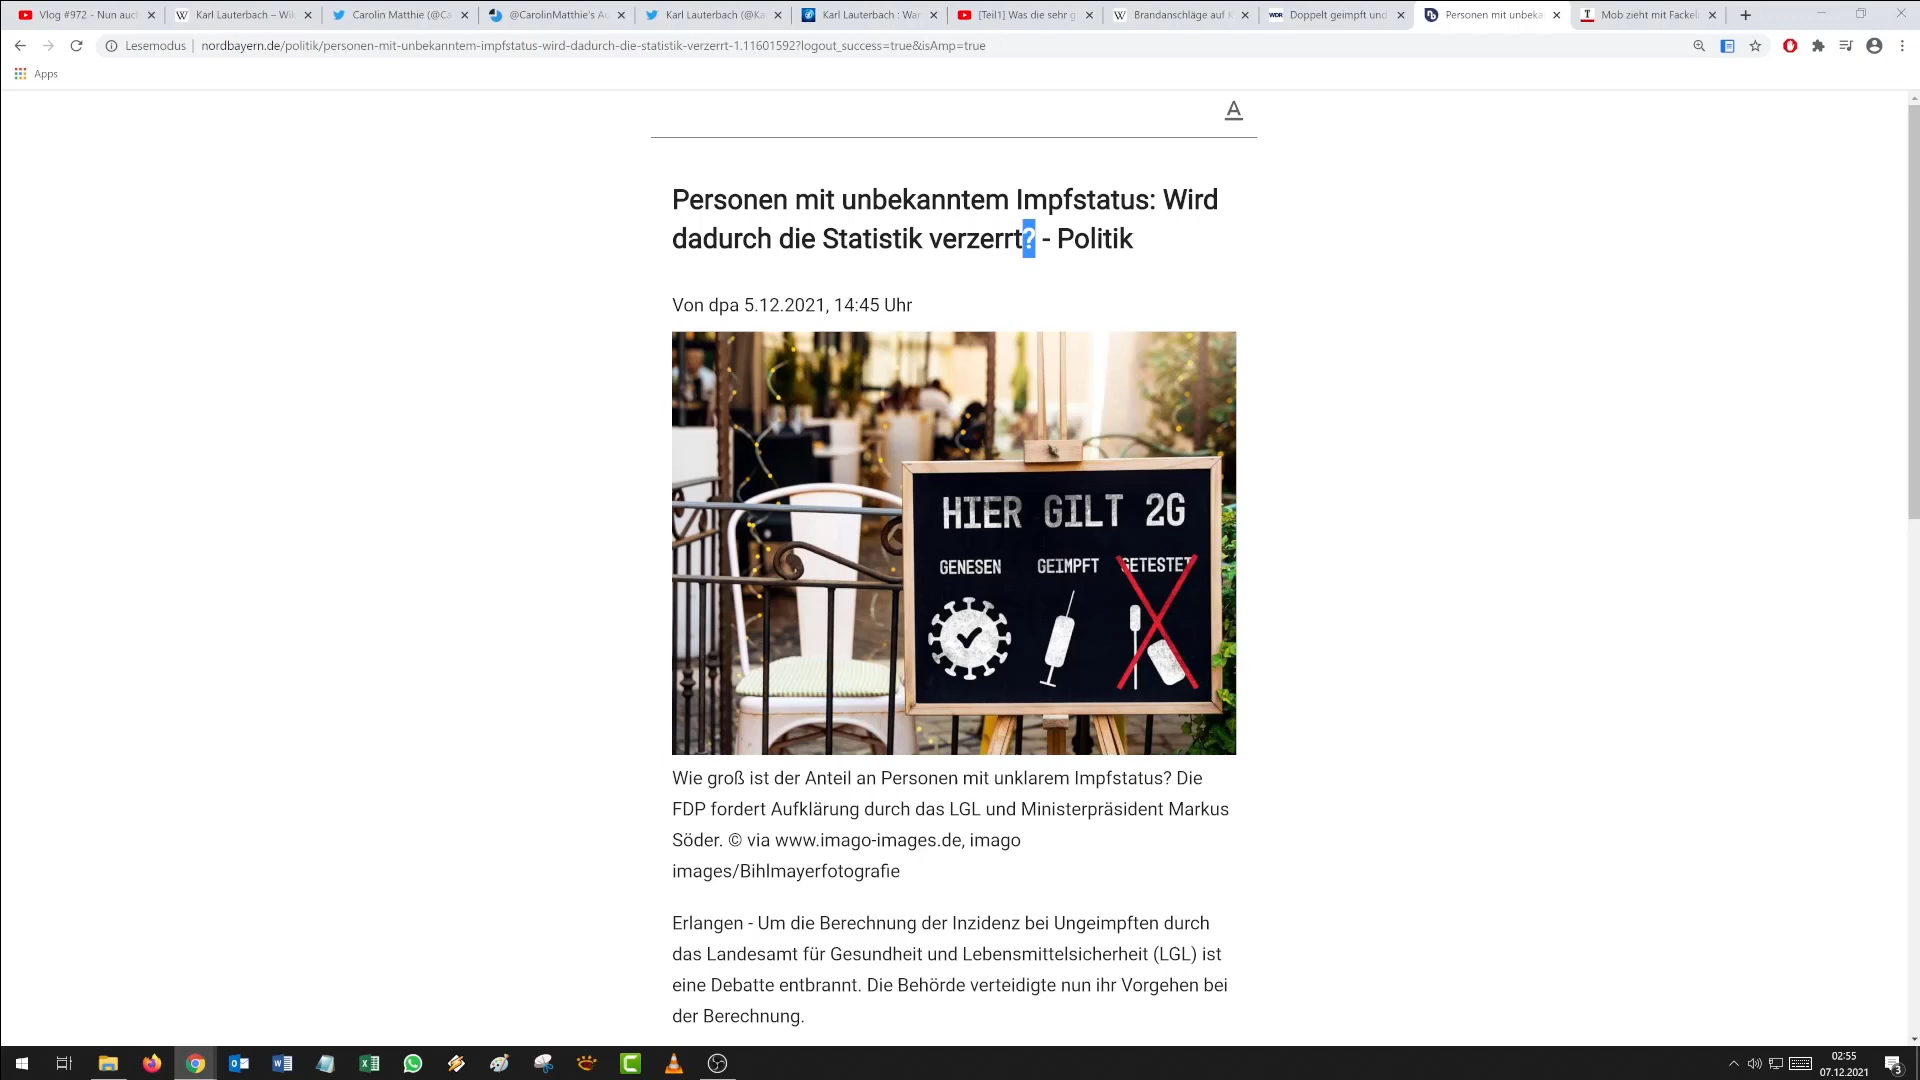 Vlog #972 - Nun auc
Karl Lauterbach – Wik
Carolin Matthie (@Ca
@CarolinMatthie's Au
Karl Lauterbach (@Ka
Karl Lauterbach : War
[Teil1] Was die sehr g
Brandanschläge auf K
WDR Doppelt geimpft und
Personen mit unbeka
Mob zieht mit Fackel
Lesemodus
nordbayern.de/politik/personen-mit-unbekanntem-impfstatus-wird-dadurch-die-statistik-verzerrt-1.11601592?logout_success=true&isAmp=true
Apps
A
Personen mit unbekanntem Impfstatus: Wird
dadurch die Statistik verzerrt? - Politik
Von dpa 5.12.2021, 14:45 Uhr
HIER GILT 2G
GENESEN GEIMPFT GETESTET
Wie groß ist der Anteil an Personen mit unklarem Impfstatus? Die
FDP fordert Aufklärung durch das LGL und Ministerpräsident Markus
Söder. © via www.imago-images.de, imago
images/Bihlmayerfotografie
Erlangen - Um die Berechnung der Inzidenz bei Ungeimpften durch
das Landesamt für Gesundheit und Lebensmittelsicherheit (LGL) ist
eine Debatte entbrannt. Die Behörde verteidigte nun ihr Vorgehen bei
der Berechnung.
02:55
07.12.2021
3